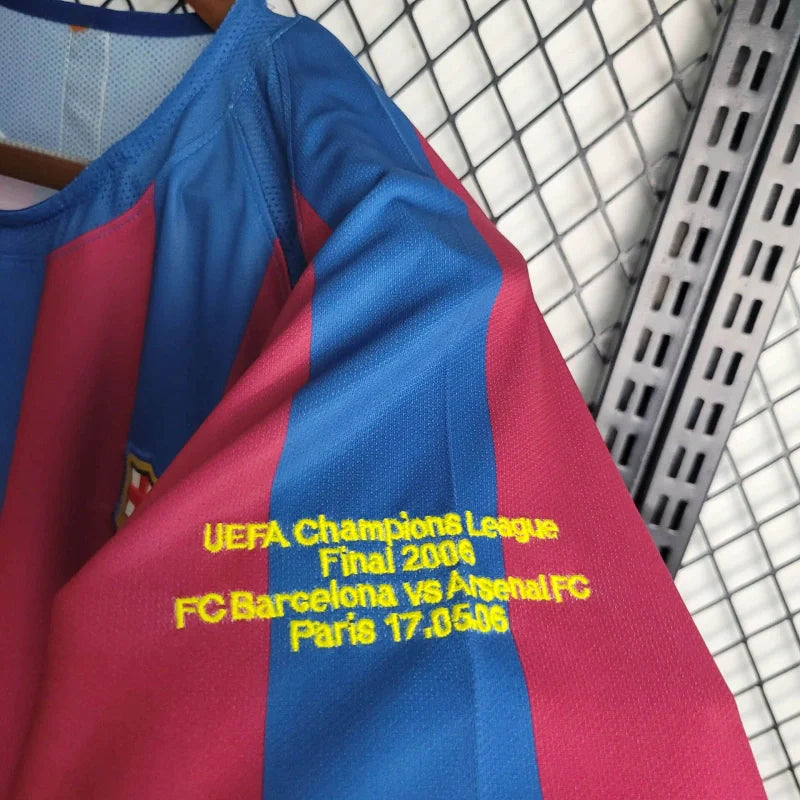 UEFA Champions League
Final 2006
FC Barcelona vs Arsenal FC
Paris 17.05.06